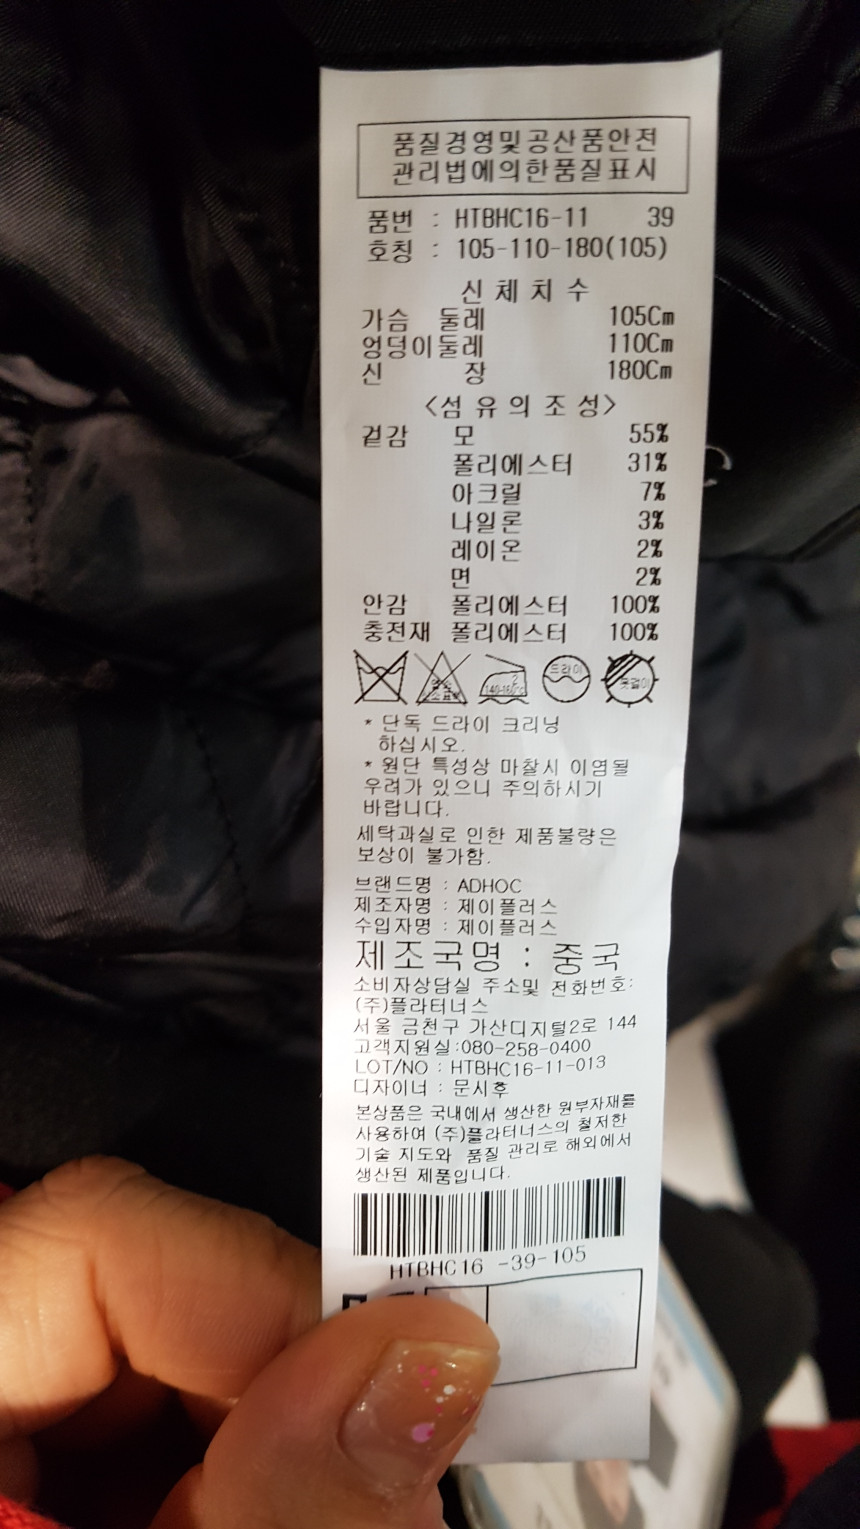 품질경영및공산품안전
관리법에의한품질표시
품번 : HTBHC16-11 39
호칭 : 105-110-180(105)
신 체 치 수
가슴 둘레 105Cm
엉덩이둘레 110Cm
신 장 180Cm
<섬 유 의 조 성>
겉감 모 55%
폴리에스터 31%
아크릴 7%
나일론 3%
레이온 2%
면 2%
안감 폴리에스터 100%
충전재 폴리에스터 100%
염소 2 드라이 옷걸이
소표백 140-160℃
* 단독 드라이 크리닝
하십시오.
* 원단 특성상 마찰시 이염될
우려가 있으니 주의하시기
바랍니다.
세탁과실로 인한 제품불량은
보상이 불가함.
브랜드명 : ADHOC
제조자명 : 제이플러스
수입자명 : 제이플러스
제조국명 : 중국
소비자상담실 주소및 전화번호:
(주)플라터너스
서울 금천구 가산디지털2로 144
고객지원실:080-258-0400
LOT/NO : HTBHC16-11-013
디자이너 : 문시후
본상품은 국내에서 생산한 원부자재를
사용하여 (주)플라터너스의 철저한
기술 지도와 품질 관리로 해외에서
생산된 제품입니다.
HTBHC16 -39-105